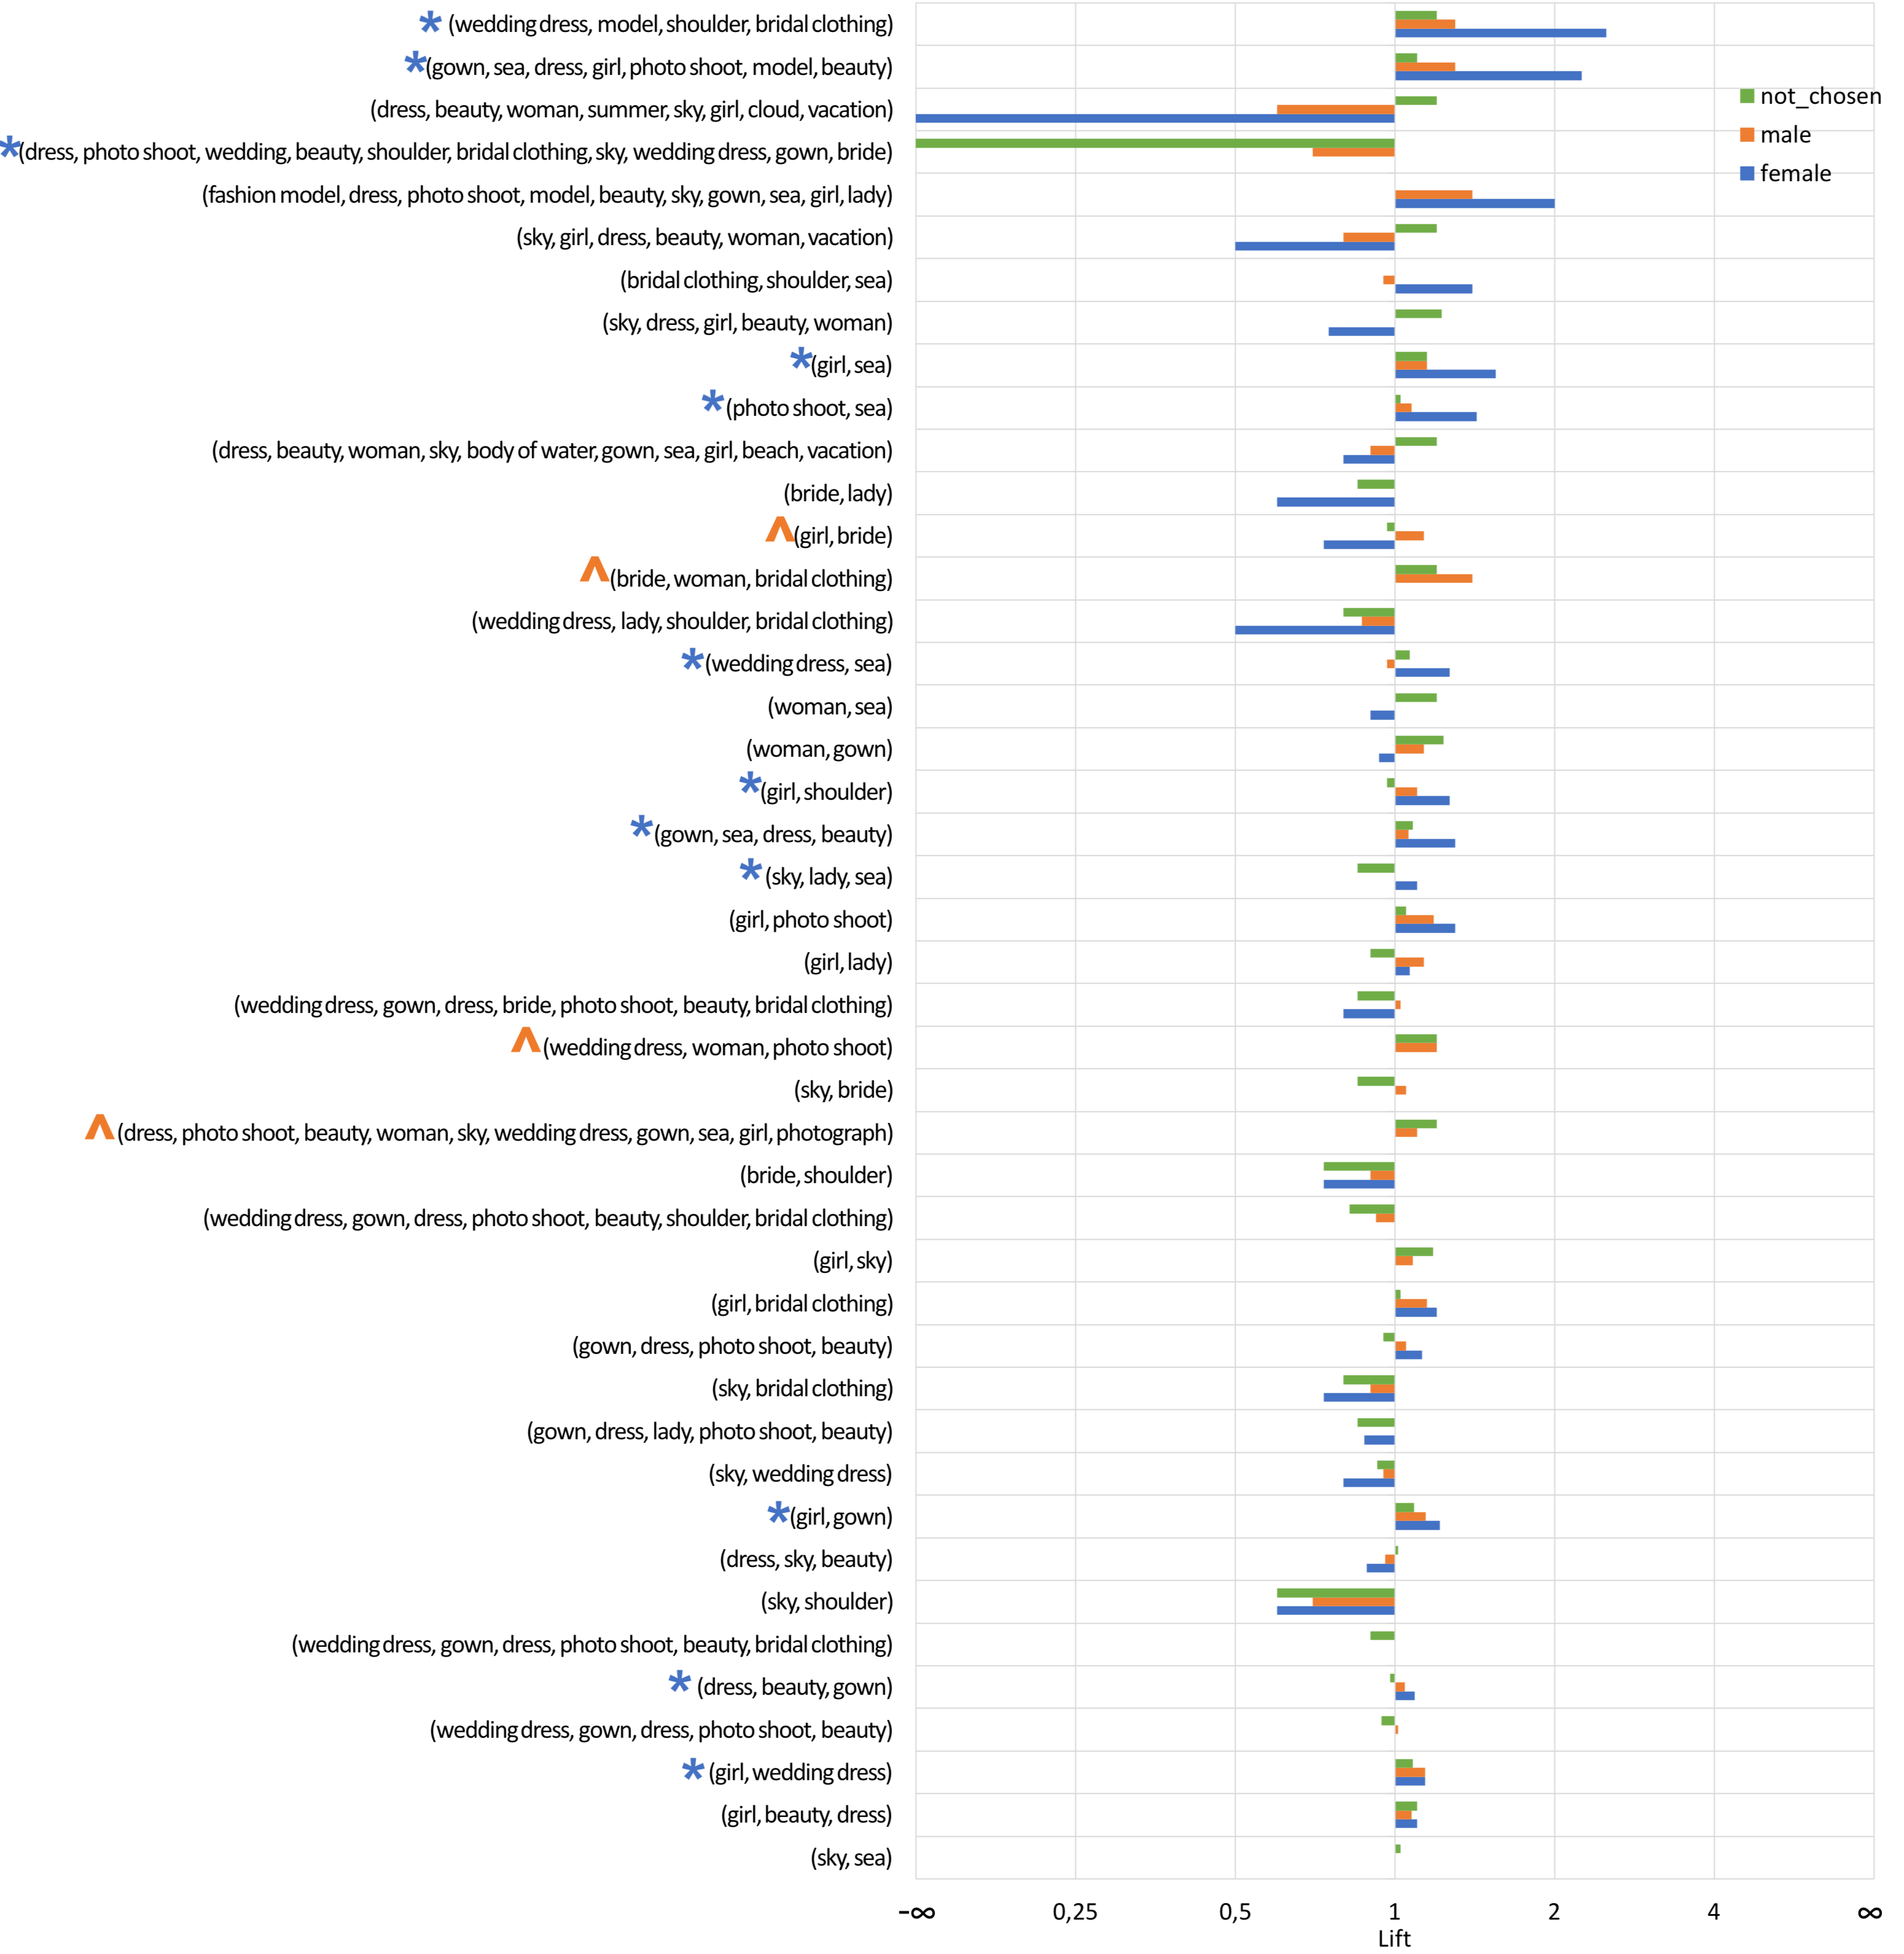 * (wedding dress, model, shoulder, bridal clothing)
*(gown, sea, dress, girl, photo shoot, model, beauty)
(dress, beauty, woman, summer, sky, girl, cloud, vacation)
*(dress, photo shoot, wedding, beauty, shoulder, bridal clothing, sky, wedding dress, gown, bride)
(fashion model, dress, photo shoot, model, beauty, sky, gown, sea, girl, lady)
(sky, girl, dress, beauty, woman, vacation)
(bridal clothing, shoulder, sea)
(sky, dress, girl, beauty, woman)
*(girl, sea)
*(photo shoot, sea)
(dress, beauty, woman, sky, body of water, gown, sea, girl, beach, vacation)
(bride, lady)
^(girl, bride)
^(bride, woman, bridal clothing)
(wedding dress, lady, shoulder, bridal clothing)
*(wedding dress, sea)
(woman, sea)
(woman, gown)
*(girl, shoulder)
*(gown, sea, dress, beauty)
*(sky, lady, sea)
(girl, photo shoot)
(girl, lady)
(wedding dress, gown, dress, bride, photo shoot, beauty, bridal clothing)
^(wedding dress, woman, photo shoot)
(sky, bride)
^(dress, photo shoot, beauty, woman, sky, wedding dress, gown, sea, girl, photograph)
(bride, shoulder)
(wedding dress, gown, dress, photo shoot, beauty, shoulder, bridal clothing)
(girl, sky)
(girl, bridal clothing)
(gown, dress, photo shoot, beauty)
(sky, bridal clothing)
(gown, dress, lady, photo shoot, beauty)
(sky, wedding dress)
*(girl, gown)
(dress, sky, beauty)
(sky, shoulder)
(wedding dress, gown, dress, photo shoot, beauty, bridal clothing)
* (dress, beauty, gown)
(wedding dress, gown, dress, photo shoot, beauty)
* (girl, wedding dress)
(girl, beauty, dress)
(sky, sea)
not_chosen
male
female
-∞ 0,25 0,5 1 2 4 ∞
Lift